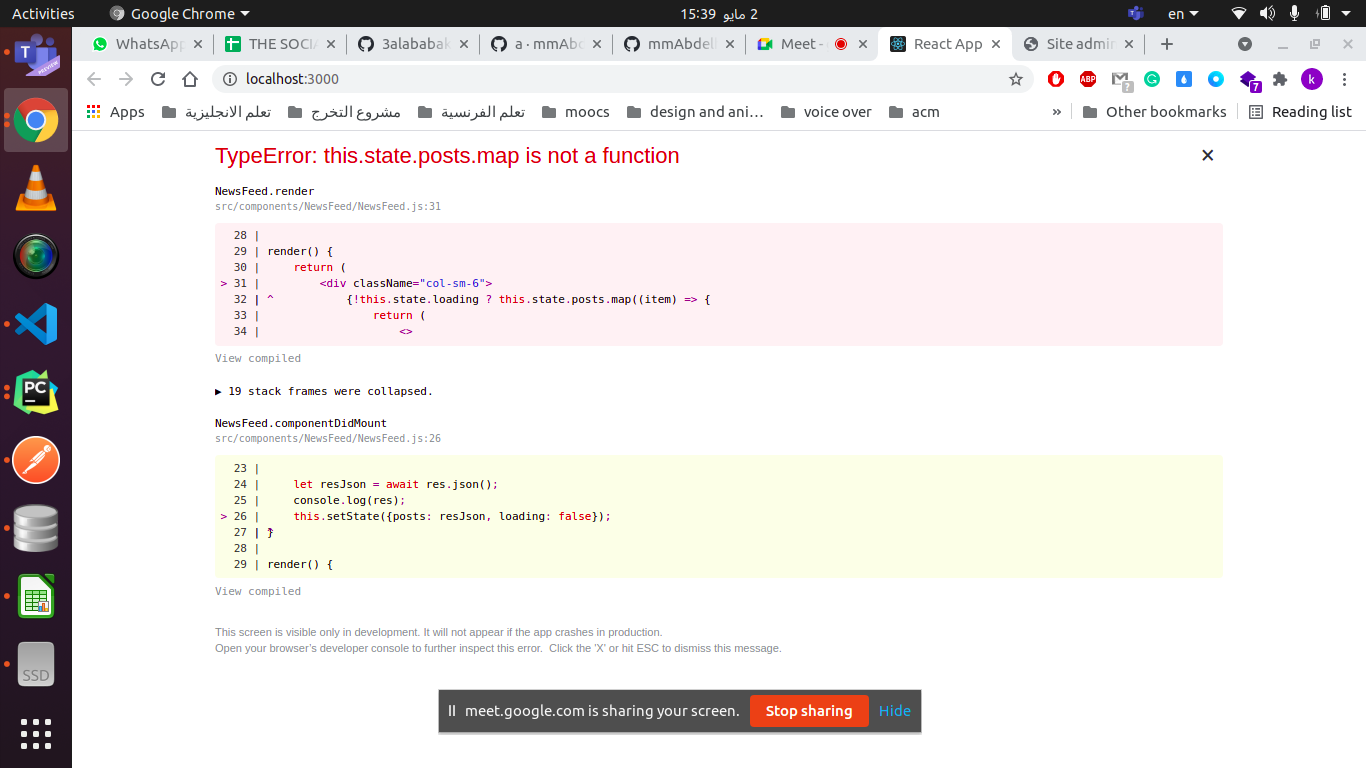 Activities
Google Chrome
2 مايو 15:39
en
WhatsApp
THE SOCIA
3alababak
a · mmAbd
mmAbdell
Meet -
React App
Site admin
localhost:3000
ABP
?
7
k
Apps
تعلم الانجليزية
مشروع التخرج
تعلم الفرنسية
moocs
design and ani…
voice over
acm
»
Other bookmarks
Reading list
TypeError: this.state.posts.map is not a function
NewsFeed.render
src/components/NewsFeed/NewsFeed.js:31
28 |
29 | render() {
30 | return (
> 31 | <div className="col-sm-6">
32 | ^ {!this.state.loading ? this.state.posts.map((item) => {
33 | return (
34 | <>
View compiled
▶ 19 stack frames were collapsed.
NewsFeed.componentDidMount
src/components/NewsFeed/NewsFeed.js:26
23 |
24 | let resJson = await res.json();
25 | console.log(res);
> 26 | this.setState({posts: resJson, loading: false});
27 | }
28 |
29 | render() {
View compiled
This screen is visible only in development. It will not appear if the app crashes in production.
Open your browser's developer console to further inspect this error. Click the 'X' or hit ESC to dismiss this message.
meet.google.com is sharing your screen.
Stop sharing
Hide
PC
SSD